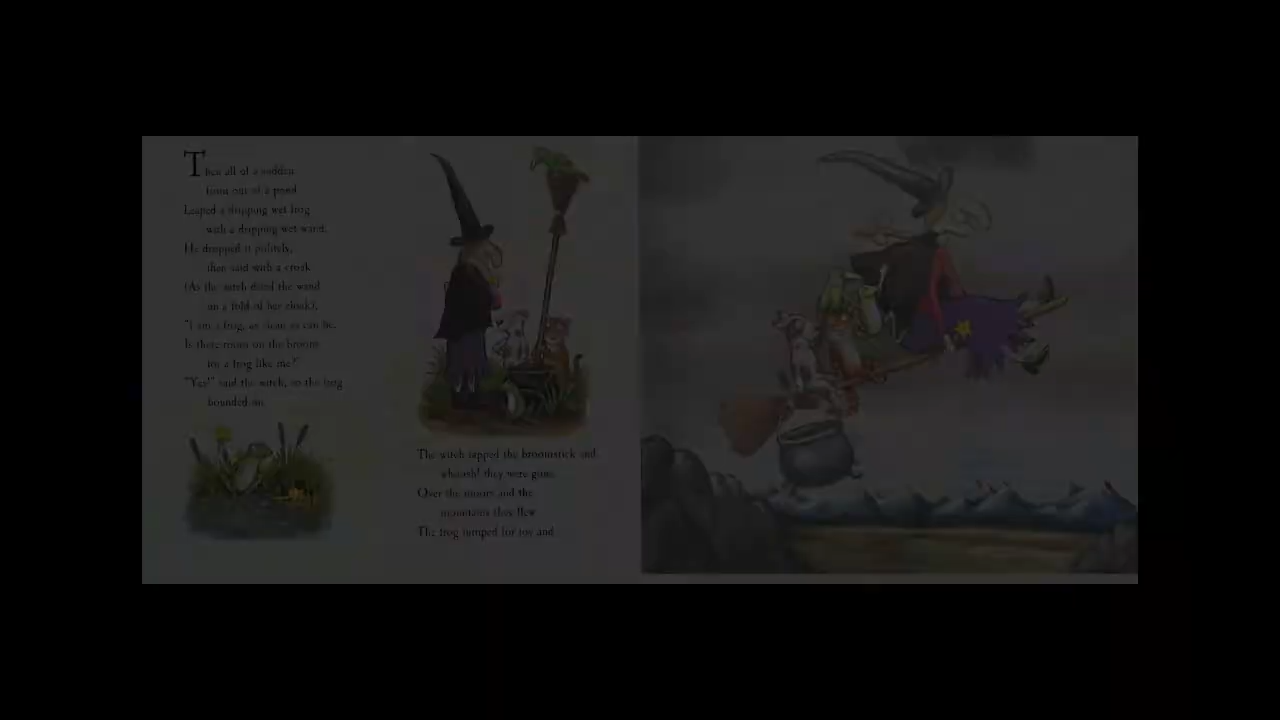 Then all of a sudden
from out of a pond
Leaped a dripping wet frog
with a dripping wet wand.
He dropped it politely,
then said with a croak
(As the witch dried the wand
on a fold of her cloak),
"I am a frog, as clean as can be.
Is there room on the broom
for a frog like me?"
"Yes!" said the witch, so the frog
bounded on.
The witch tapped the broomstick and
whoosh! they were gone.
Over the moors and the
mountains they flew
The frog jumped for joy and